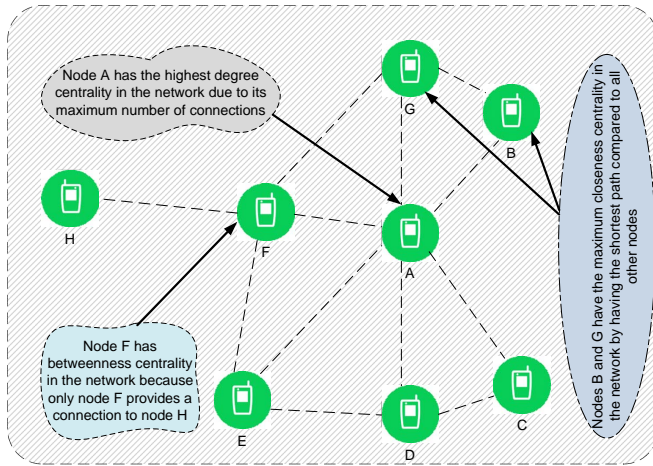 Node A has the highest degree
centrality in the network due to its
maximum number of connections
G
B
H
F
A
Nodes B and G have the maximum closeness centrality in
the network by having the shortest path compared to all
other nodes
Node F has
betweenness centrality
in the network because
only node F provides a
connection to node H
E
D
C